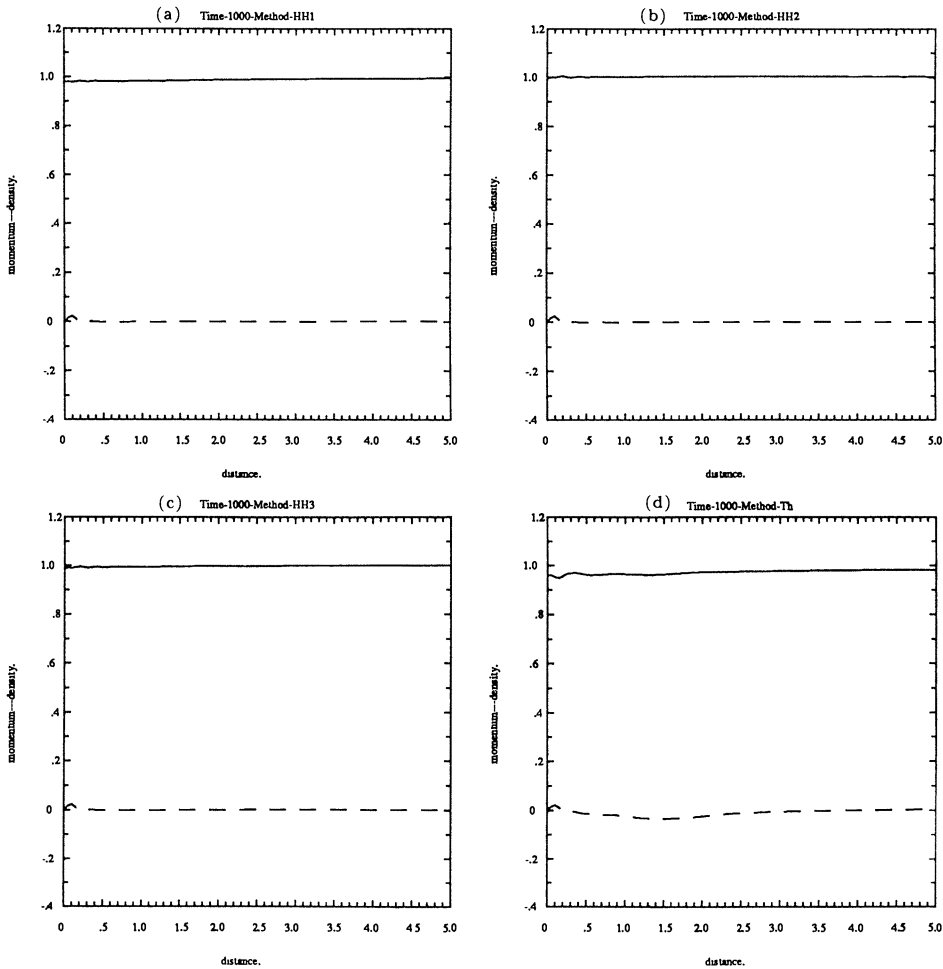 (a) Time-1000-Method-HH1
1.2
1.0
.8
.6
.4
.2
0
-.2
-.4
momentum---density.
0 .5 1.0 1.5 2.0 2.5 3.0 3.5 4.0 4.5 5.0
distance.
(b) Time-1000-Method-HH2
1.2
1.0
.8
.6
.4
.2
0
-.2
-.4
momentum---density.
0 .5 1.0 1.5 2.0 2.5 3.0 3.5 4.0 4.5 5.0
distance.
(c) Time-1000-Method-HH3
1.2
1.0
.8
.6
.4
.2
0
-.2
-.4
momentum---density.
0 .5 1.0 1.5 2.0 2.5 3.0 3.5 4.0 4.5 5.0
distance.
(d) Time-1000-Method-Th
1.2
1.0
.8
.6
.4
.2
0
-.2
-.4
momentum---density.
0 .5 1.0 1.5 2.0 2.5 3.0 3.5 4.0 4.5 5.0
distance.